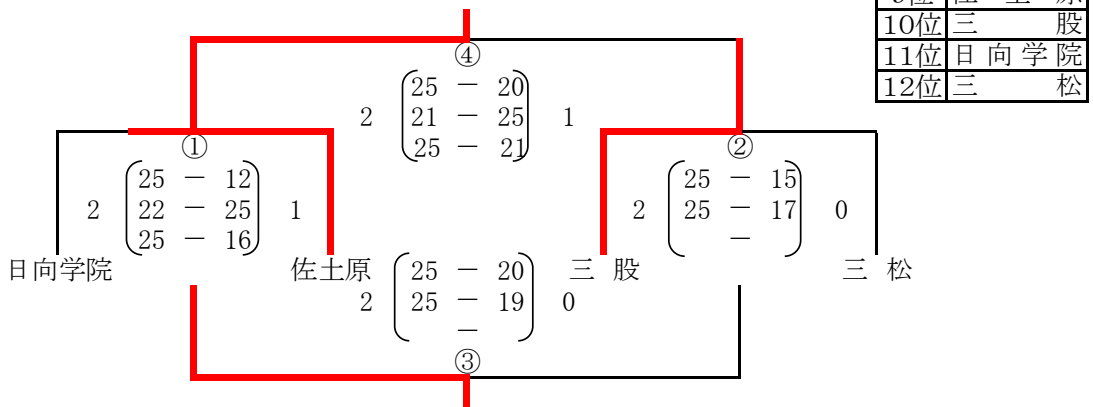 10位 三 股
11位 日向学院
12位 三 松
④
25 － 20
2 21 － 25 1
25 － 21
① ②
25 － 12 25 － 15
2 22 － 25 1 2 25 － 17 0
25 － 16 －
日向学院 佐土原 三 股 三 松
25 － 20
2 25 － 19 0
－
③